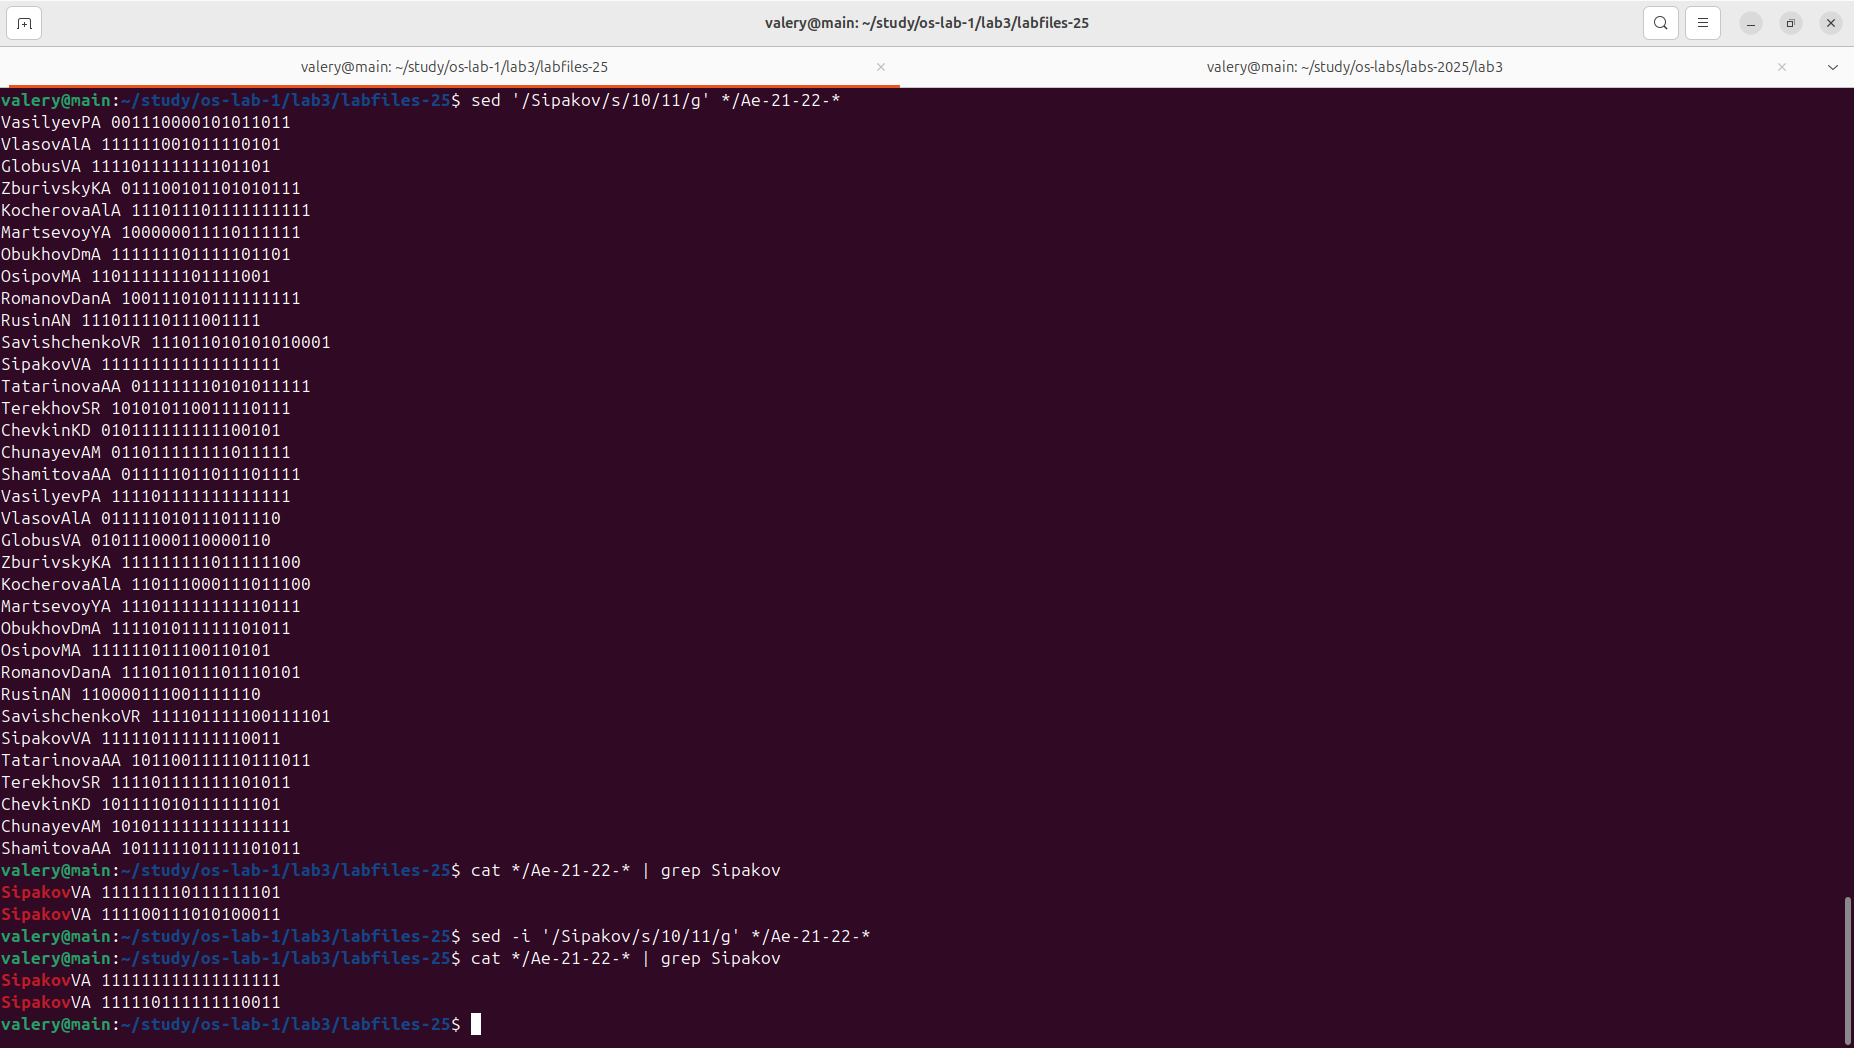 valery@main: ~/study/os-lab-1/lab3/labfiles-25
valery@main: ~/study/os-lab-1/lab3/labfiles-25
valery@main: ~/study/os-labs/labs-2025/lab3
valery@main:~/study/os-lab-1/lab3/labfiles-25$ sed '/Sipakov/s/10/11/g' */Ae-21-22-*
VasilyevPA 001110000101011011
VlasovAlA 111111001011110101
GlobusVA 111101111111101101
ZburivskyKA 011100101101010111
KocherovaAlA 111011101111111111
MartsevoyYA 100000011110111111
ObukhovDmA 111111101111101101
OsipovMA 110111111101111001
RomanovDanA 100111010111111111
RusinAN 111011110111001111
SavishchenkoVR 111011010101010001
SipakovVA 111111111111111111
TatarinovaAA 011111110101011111
TerekhovSR 101010110011110111
ChevkinKD 010111111111100101
ChunayevAM 011011111111011111
ShamitovaAA 011111011011101111
VasilyevPA 111101111111111111
VlasovAlA 011111010111011110
GlobusVA 010111000110000110
ZburivskyKA 111111111011111100
KocherovaAlA 110111000111011100
MartsevoyYA 111011111111110111
ObukhovDmA 111101011111101011
OsipovMA 111111011100110101
RomanovDanA 111011011101110101
RusinAN 110000111001111110
SavishchenkoVR 111101111100111101
SipakovVA 111110111111110011
TatarinovaAA 101100111110111011
TerekhovSR 111101111111101011
ChevkinKD 101111010111111101
ChunayevAM 101011111111111111
ShamitovaAA 101111101111101011
valery@main:~/study/os-lab-1/lab3/labfiles-25$ cat */Ae-21-22-* | grep Sipakov
SipakovVA 111111110111111101
SipakovVA 111100111010100011
valery@main:~/study/os-lab-1/lab3/labfiles-25$ sed -i '/Sipakov/s/10/11/g' */Ae-21-22-*
valery@main:~/study/os-lab-1/lab3/labfiles-25$ cat */Ae-21-22-* | grep Sipakov
SipakovVA 111111111111111111
SipakovVA 111110111111110011
valery@main:~/study/os-lab-1/lab3/labfiles-25$